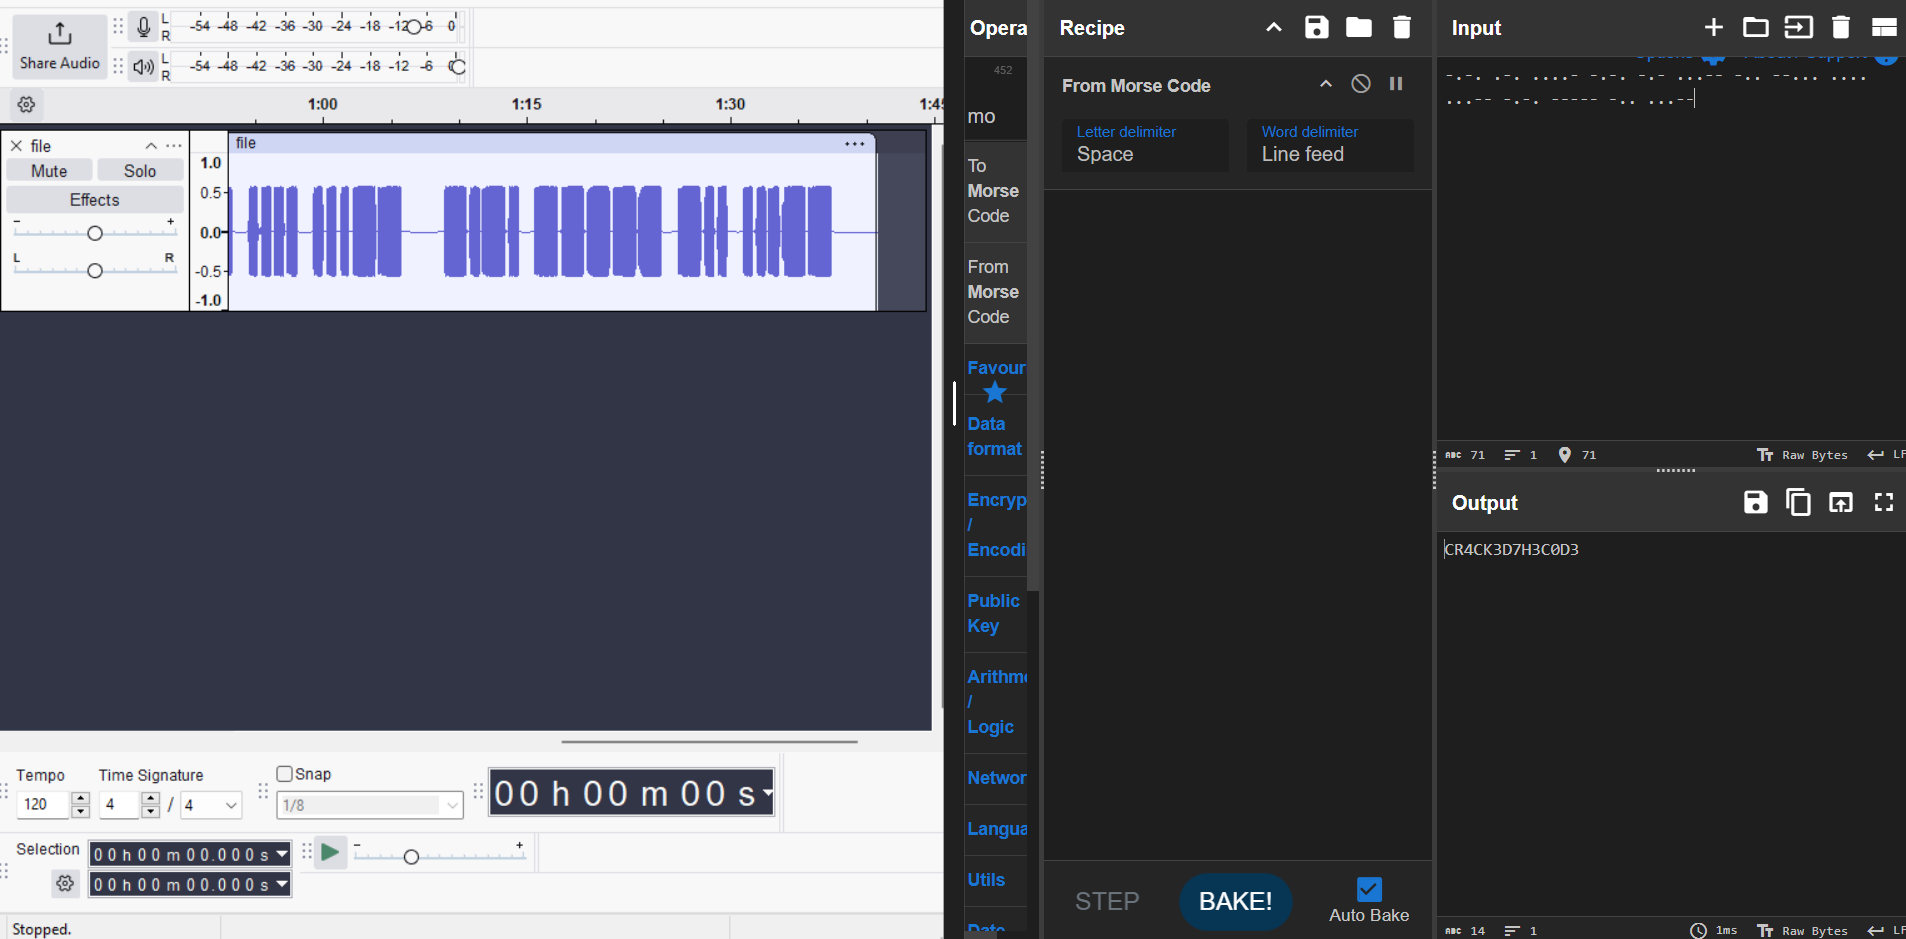 Share Audio
L
R
-54 -48 -42 -36 -30 -24 -18 -12 -6 0
L
R
-54 -48 -42 -36 -30 -24 -18 -12 -6
1:00 1:15 1:30 1:45
file
Mute Solo
Effects
- +
L R
1.0
0.5
0.0
-0.5
-1.0
file
Tempo
120
Time Signature
4 / 4
Snap
1/8
00 h 00 m 00 s
Selection
00 h 00 m 00.000 s
00 h 00 m 00.000 s
- +
Stopped.
Opera
452
mo
To
Morse
Code
From
Morse
Code
Favour
Data
format
Encryp
/
Encodi
Public
Key
Arithme
/
Logic
Networ
Langua
Utils
Date
Recipe
From Morse Code
Letter delimiter
Space
Word delimiter
Line feed
STEP
BAKE!
Auto Bake
Input
-.-. .-. ....- -.-. -.- ...-- -.. --... ....
...-- -.-. ----- -.. ...--
ABC 71 1 71
Raw Bytes LF
Output
CR4CK3D7H3C0D3
ABC 14 1
1ms Raw Bytes LF